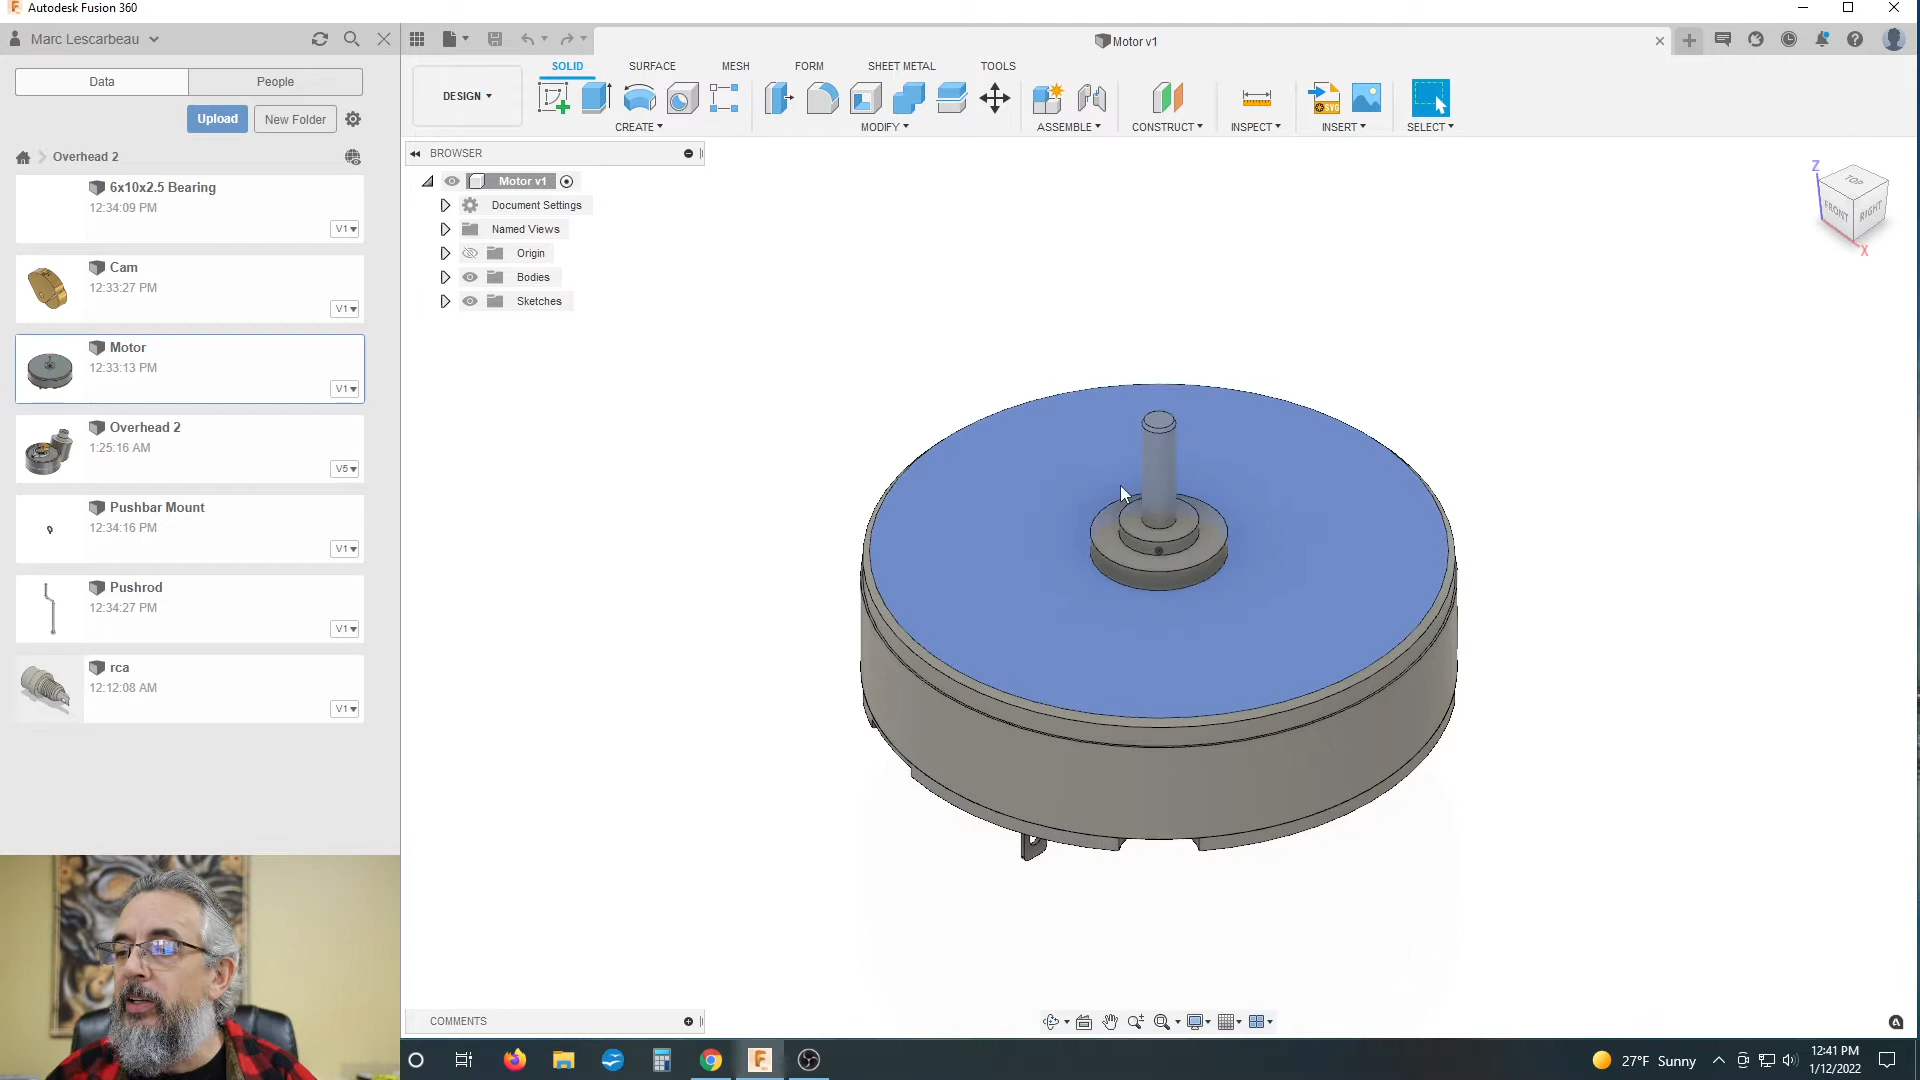 Autodesk Fusion 360
Marc Lescarbeau
Data
People
Upload
New Folder
Overhead 2
6x10x2.5 Bearing
12:34:09 PM
V1
Cam
12:33:27 PM
V1
Motor
12:33:13 PM
V1
Overhead 2
1:25:16 AM
V5
Pushbar Mount
12:34:16 PM
V1
Pushrod
12:34:27 PM
V1
rca
12:12:08 AM
V1
Motor v1
SOLID SURFACE MESH FORM SHEET METAL TOOLS
DESIGN
SVG
CREATE MODIFY ASSEMBLE CONSTRUCT INSPECT INSERT SELECT
BROWSER
Motor v1
Document Settings
Named Views
Origin
Bodies
Sketches
Z
TOP
FRONT
RIGHT
X
COMMENTS
27°F Sunny
12:41 PM
1/12/2022